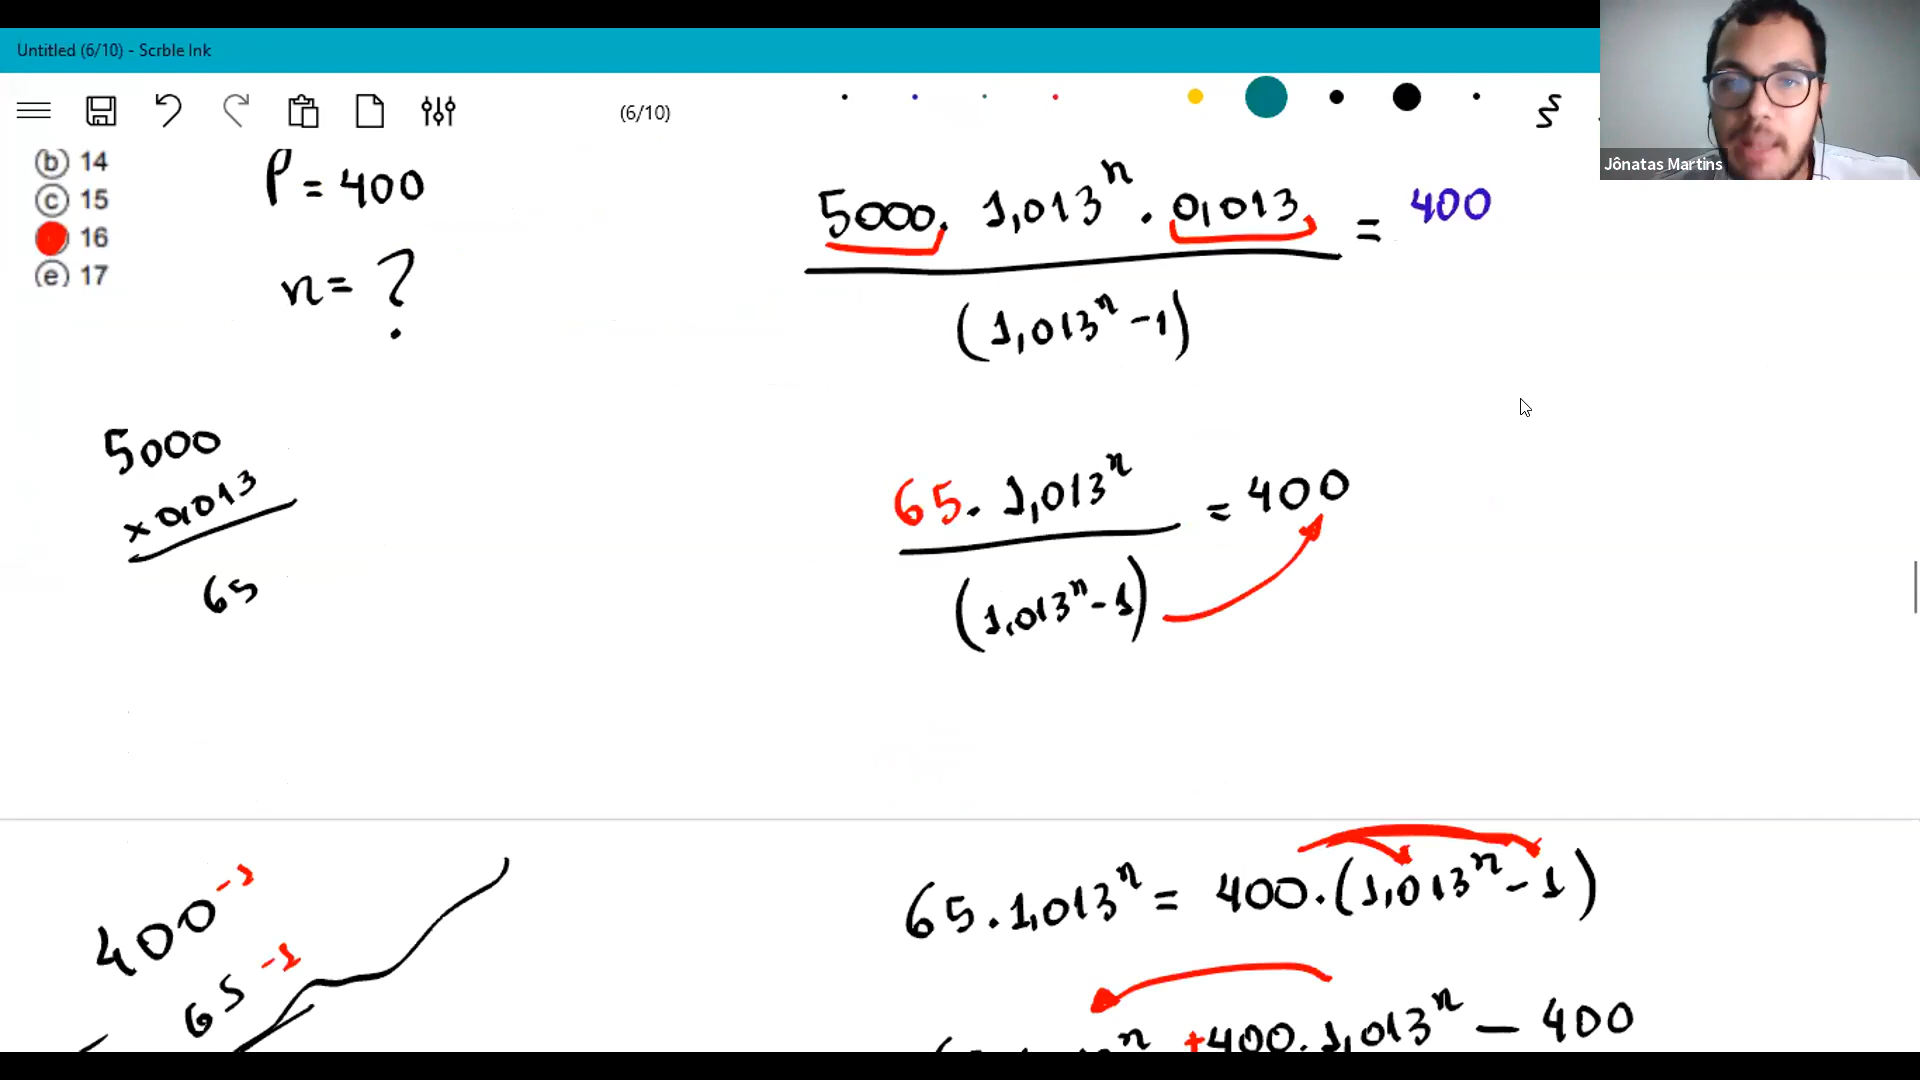 Untitled (6/10) - Scrble Ink
(6/10)
Jônatas Martins
b 14
c 15
16
e 17
P = 400
n = ?
5000 . 1,013^n . 0,013 = 400
(1,013^n - 1)
5000
x 0,013
65
65 . 1,013^n = 400
(1,013^n - 1)
400^-1
65^-1
65 . 1,013^n = 400 . (1,013^n - 1)
+400 . 1,013^n - 400